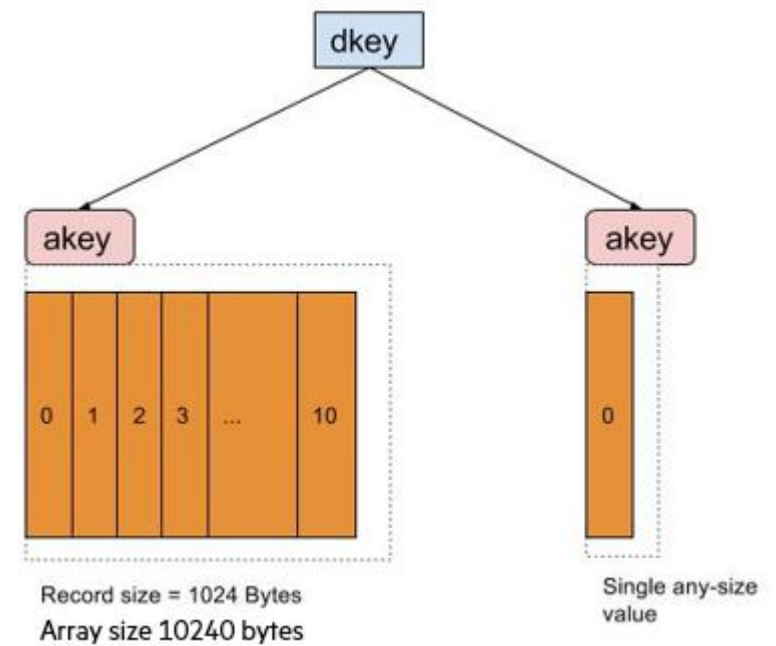 dkey
akey
akey
0 1 2 3 ... 10
0
Record size = 1024 Bytes
Array size 10240 bytes
Single any-size
value